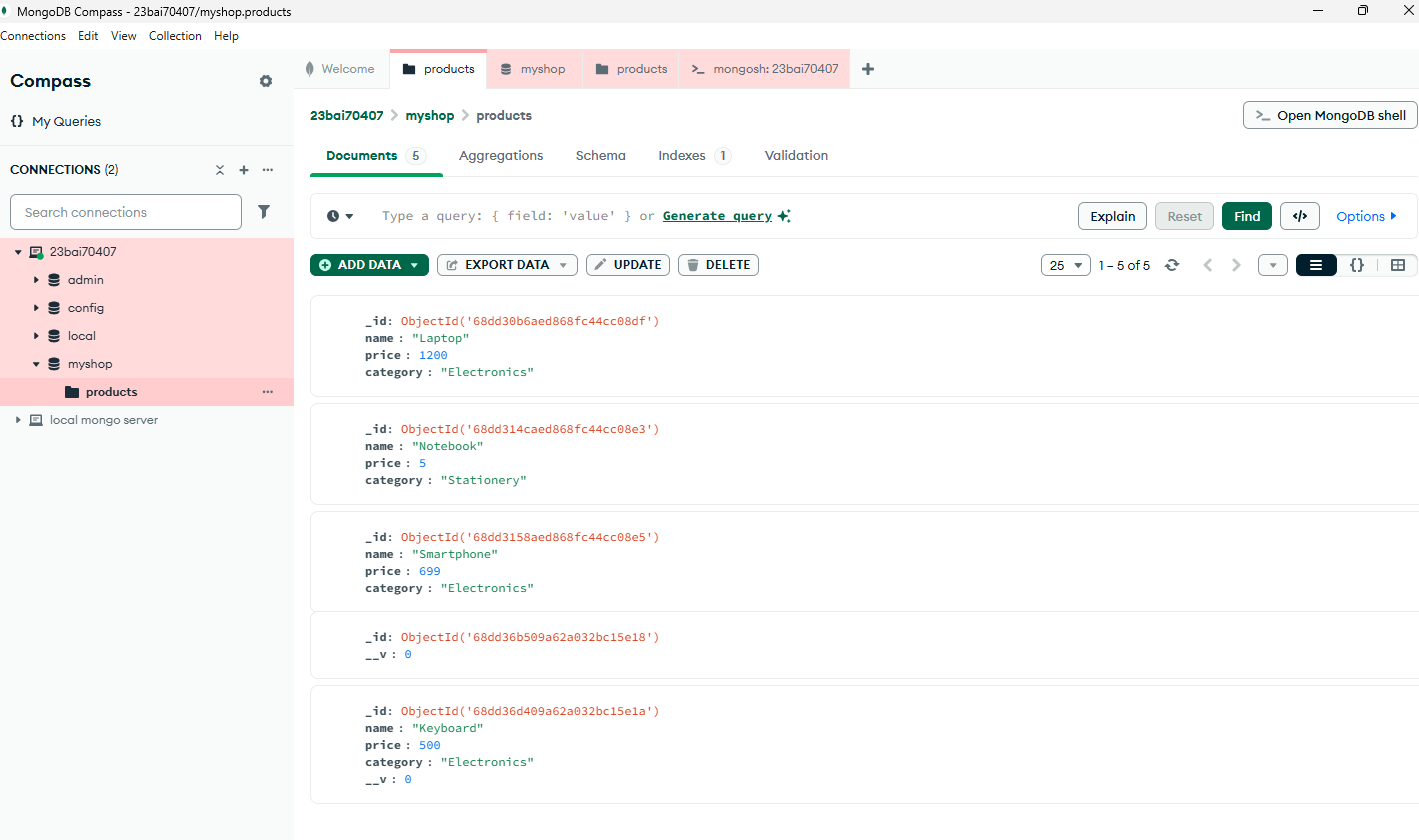 MongoDB Compass - 23bai70407/myshop.products
Connections Edit View Collection Help
Compass
My Queries
CONNECTIONS (2)
Search connections
23bai70407
admin
config
local
myshop
products
local mongo server
Welcome products myshop products mongosh: 23bai70407
23bai70407 myshop products
Open MongoDB shell
Documents 5 Aggregations Schema Indexes 1 Validation
Type a query: { field: 'value' } or Generate query
Explain Reset Find </> Options
ADD DATA EXPORT DATA UPDATE DELETE
25 1 – 5 of 5 {}
_id: ObjectId('68dd30b6aed868fc44cc08df')
name : "Laptop"
price : 1200
category : "Electronics"
_id: ObjectId('68dd314caed868fc44cc08e3')
name : "Notebook"
price : 5
category : "Stationery"
_id: ObjectId('68dd3158aed868fc44cc08e5')
name : "Smartphone"
price : 699
category : "Electronics"
_id: ObjectId('68dd36b509a62a032bc15e18')
__v : 0
_id: ObjectId('68dd36d409a62a032bc15e1a')
name : "Keyboard"
price : 500
category : "Electronics"
__v : 0